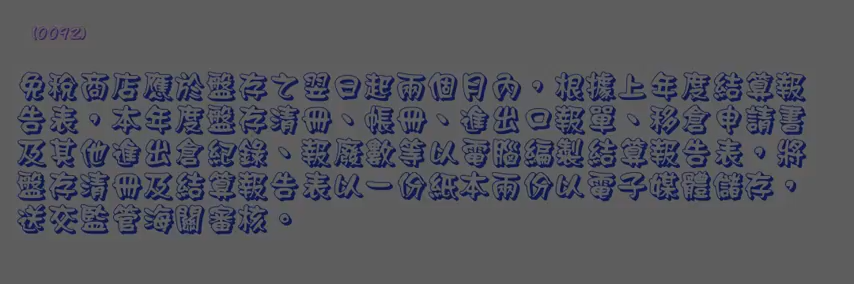 (0092)
免稅商店應於盤存之翌日起兩個月內，根據上年度結算報
告表，本年度盤存清冊、帳冊、進出口報單、移倉申請書
及其他進出倉紀錄、報廢數等以電腦編製結算報告表，將
盤存清冊及結算報告表以一份紙本兩份以電子媒體儲存，
送交監管海關審核。